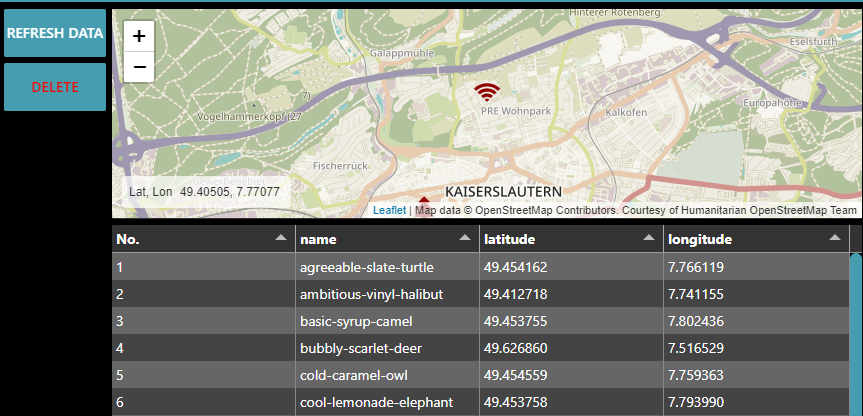 REFRESH DATA
DELETE
+
−
Hinterer Rotenberg
Eselsfürth
Galappmühle
7)
Vogelhammerkopf (27
PRE Wohnpark
Kalkofen
Europahöhe
Fischerrück
KAISERSLAUTERN
Lat, Lon 49.40505, 7.77077
Leaflet | Map data © OpenStreetMap Contributors. Courtesy of Humanitarian OpenStreetMap Team
No. name latitude longitude
1 agreeable-slate-turtle 49.454162 7.766119
2 ambitious-vinyl-halibut 49.412718 7.741155
3 basic-syrup-camel 49.453755 7.802436
4 bubbly-scarlet-deer 49.626860 7.516529
5 cold-caramel-owl 49.454559 7.759363
6 cool-lemonade-elephant 49.453758 7.793990